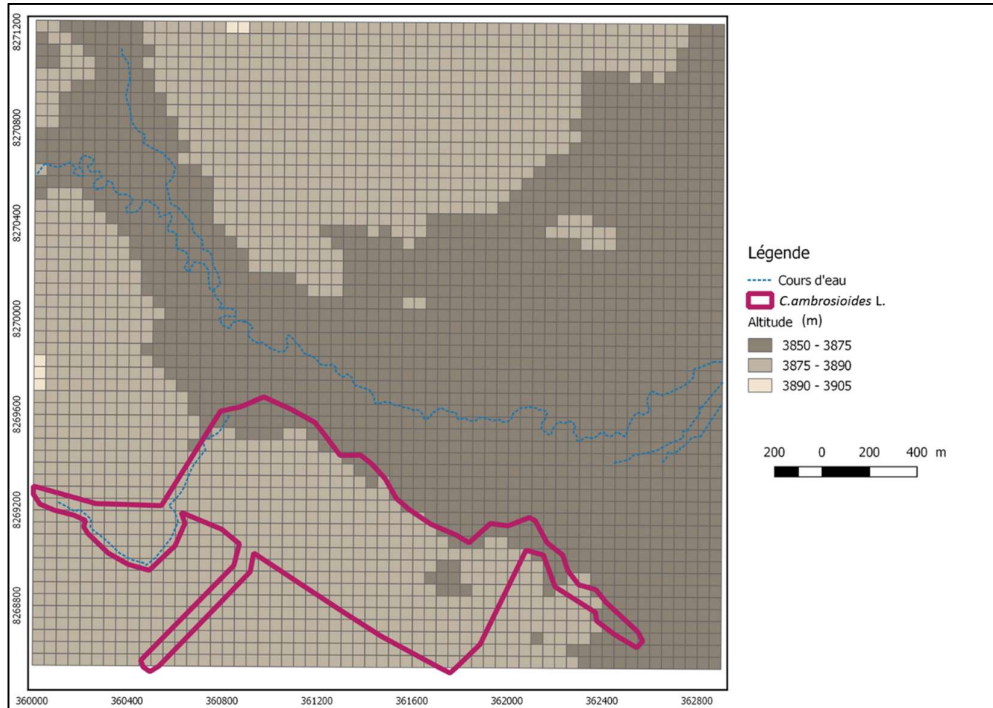 8271200
8270800
8270400
8270000
8269600
8269200
8268800
360000 360400 360800 361200 361600 362000 362400 362800
Légende
Cours d'eau
C.ambrosioides L.
Altitude (m)
3850 - 3875
3875 - 3890
3890 - 3905
200 0 200 400 m